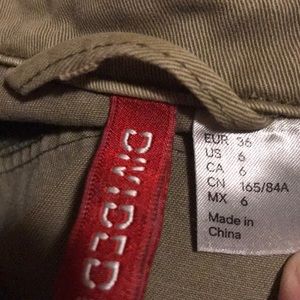 DIVIDED
EUR 36
US 6
CA 6
CN 165/84A
MX 6
Made in
China